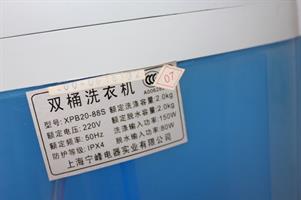 双桶洗衣机
A006262
07
型号: XPB20-88S 额定洗涤容量: 2.0kg
额定电压: 220V 额定脱水容量: 2.0kg
额定频率: 50Hz 洗涤输入功率: 150W
防护等级: IPX4 脱水输入功率: 80W
上海宁峰电器实业有限公司